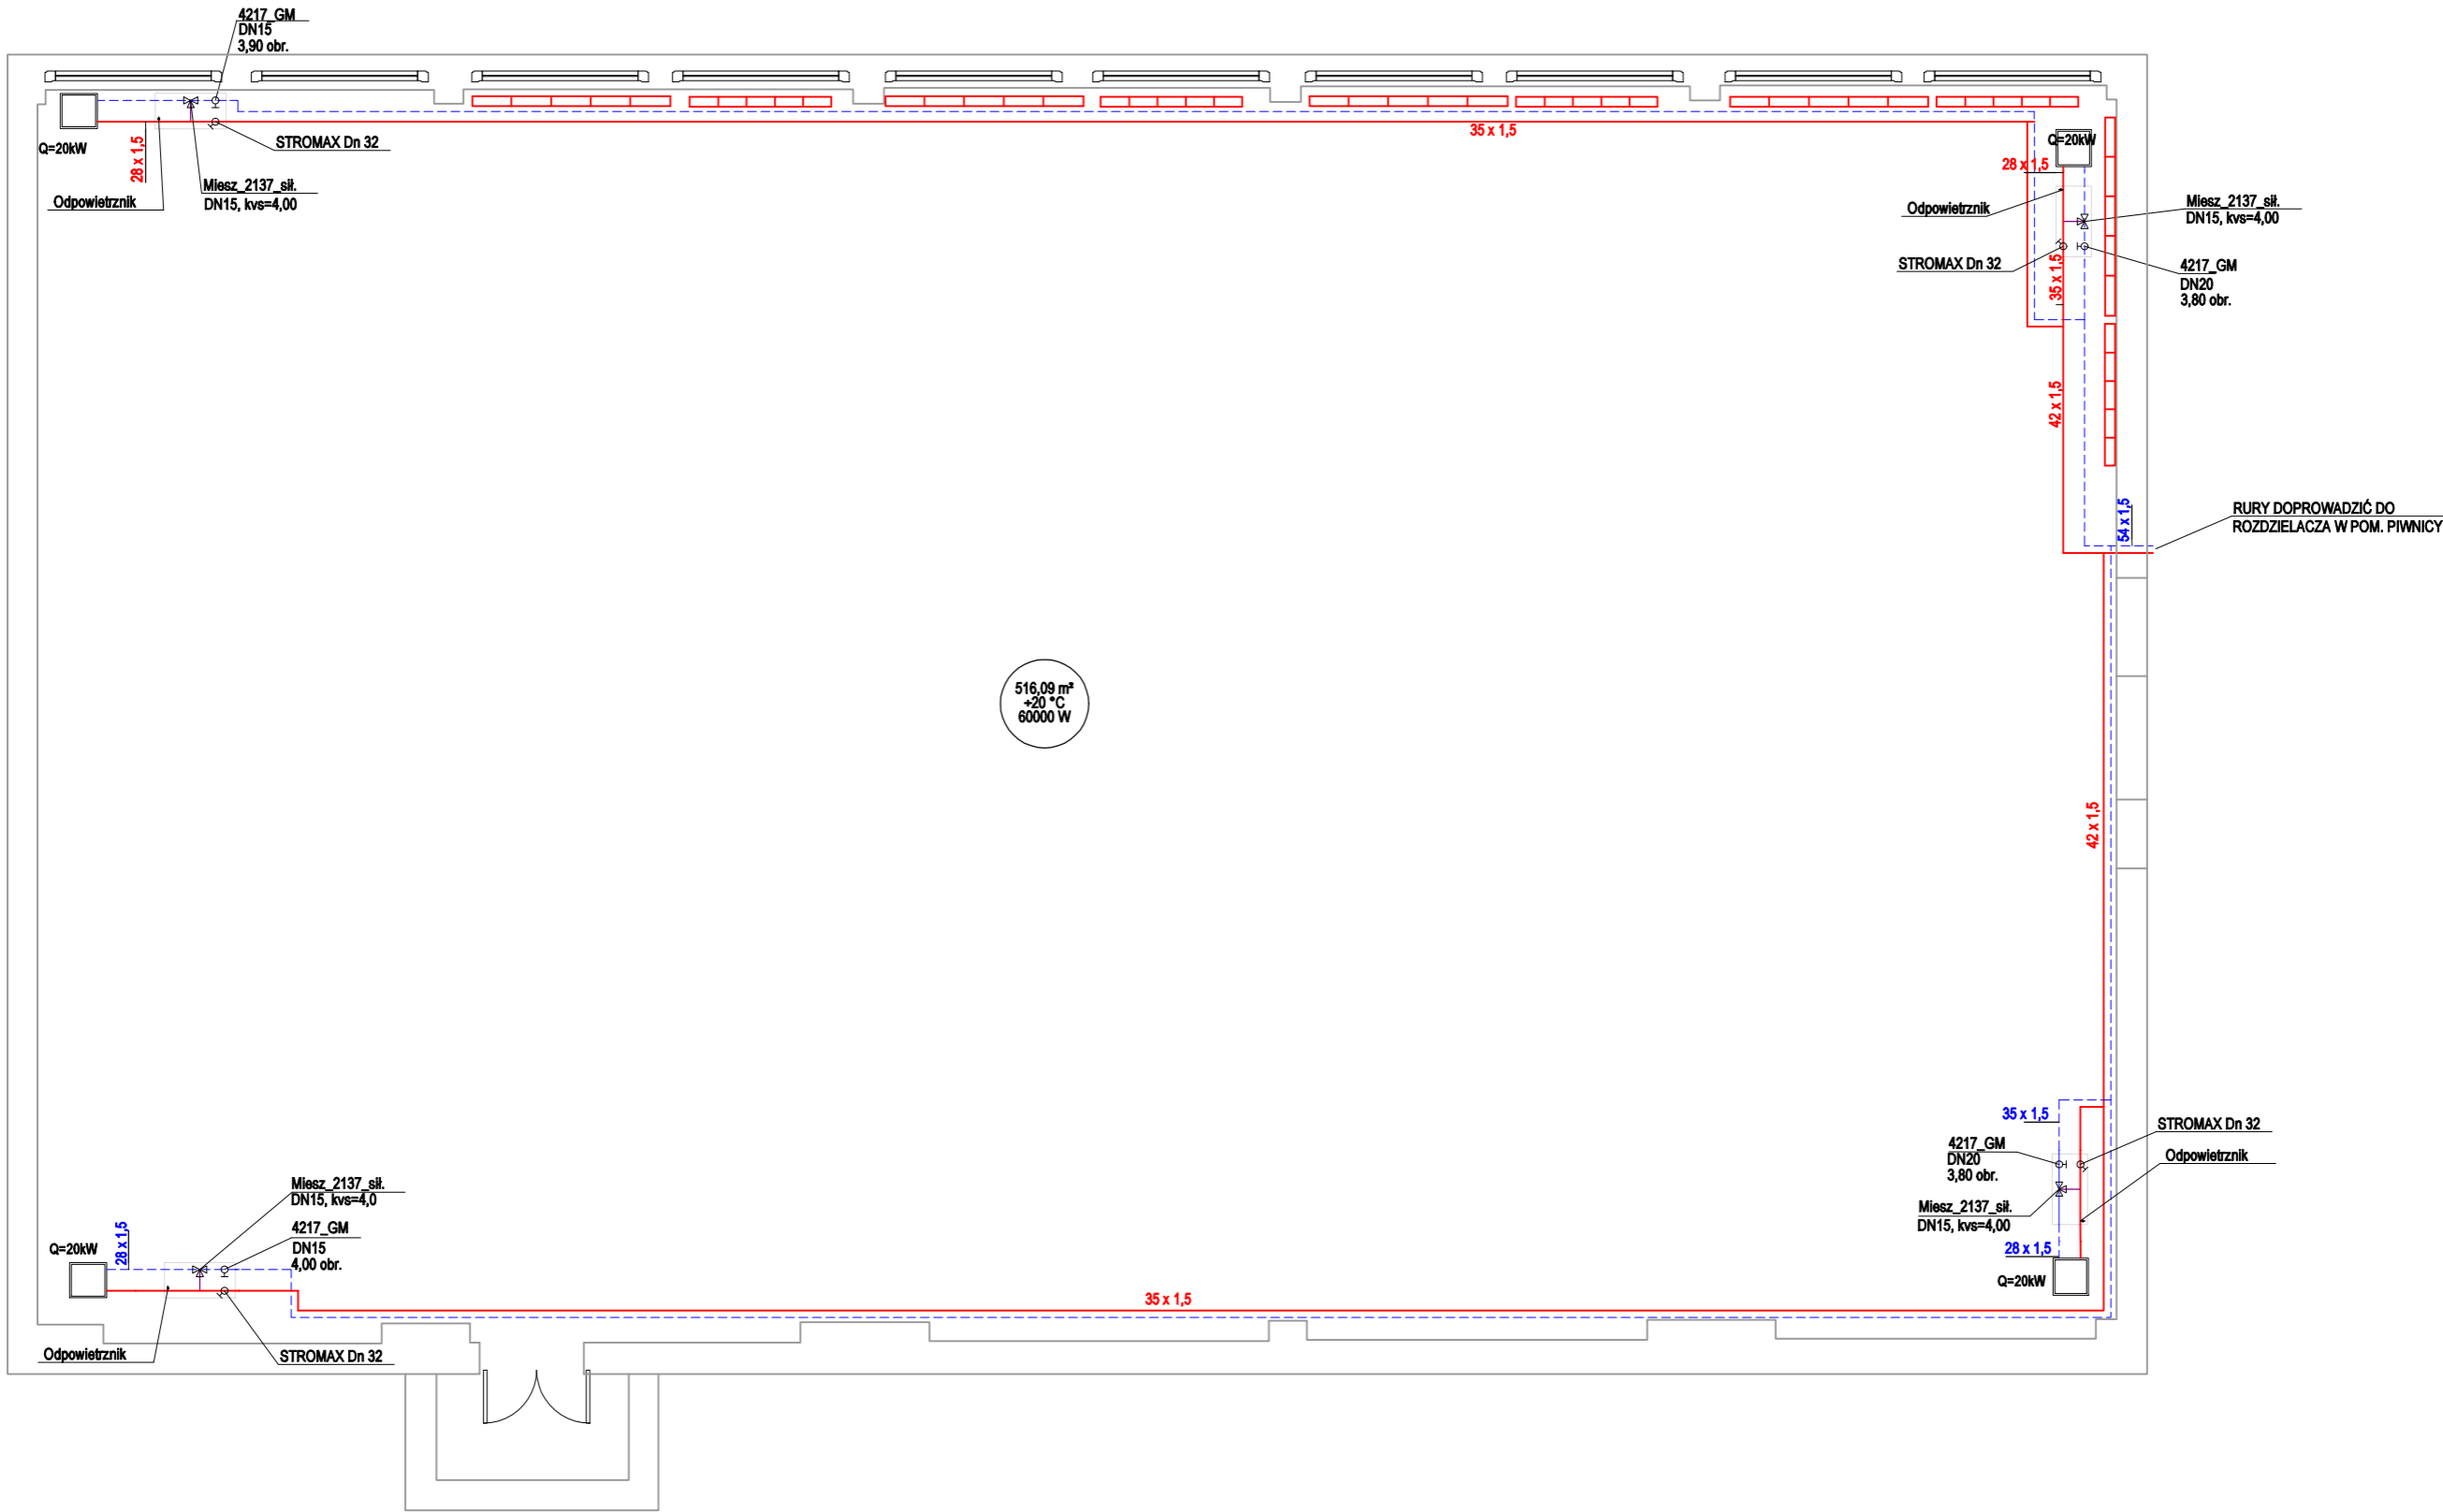 4217_GM
DN15
3,90 obr.
STROMAX Dn 32
Q=20kW
28 x 1,5
Miesz_2137_sił.
DN15, kvs=4,00
Odpowietrznik
35 x 1,5
Q=20kW
28 x 1,5
Odpowietrznik
Miesz_2137_sił.
DN15, kvs=4,00
STROMAX Dn 32
35 x 1,5
4217_GM
DN20
3,80 obr.
42 x 1,5
54 x 1,5
RURY DOPROWADZIĆ DO
ROZDZIELACZA W POM. PIWNICY
516,09 m²
+20 °C
60000 W
42 x 1,5
35 x 1,5
STROMAX Dn 32
4217_GM
DN20
3,80 obr.
Odpowietrznik
Miesz_2137_sił.
DN15, kvs=4,00
28 x 1,5
Q=20kW
Miesz_2137_sił.
DN15, kvs=4,0
4217_GM
DN15
4,00 obr.
Q=20kW
28 x 1,5
35 x 1,5
Odpowietrznik
STROMAX Dn 32